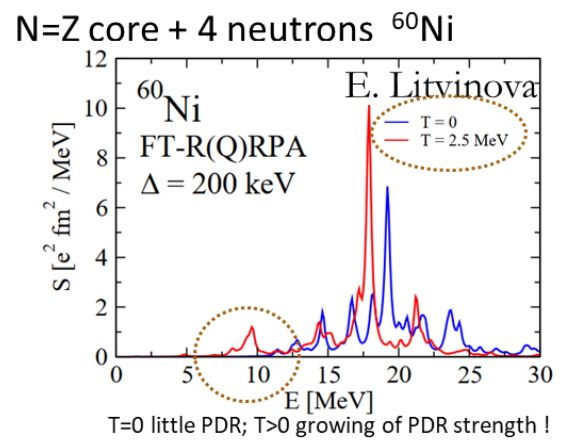 N=Z core + 4 neutrons ⁶⁰Ni
E. Litvinova
⁶⁰Ni
FT-R(Q)RPA
Δ = 200 keV
T = 0
T = 2.5 MeV
S [e² fm² / MeV]
12
10
8
6
4
2
0
0 5 10 15 20 25 30
E [MeV]
T=0 little PDR; T>0 growing of PDR strength !